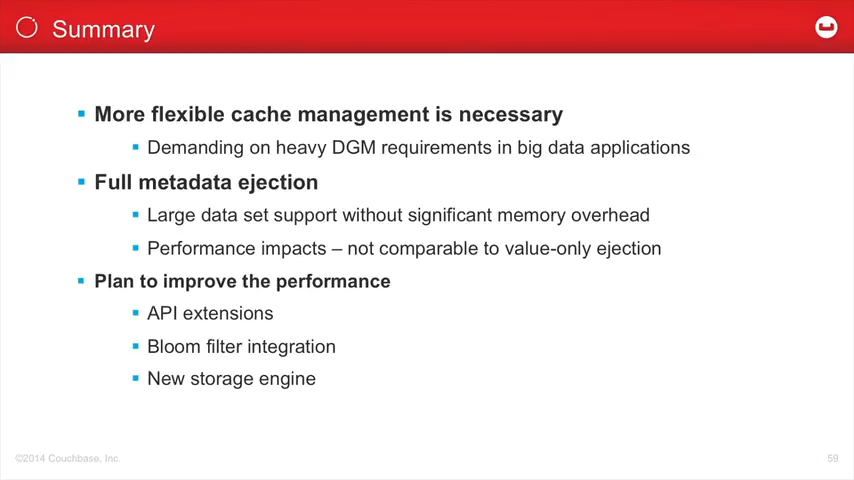 Summary
More flexible cache management is necessary
Demanding on heavy DGM requirements in big data applications
Full metadata ejection
Large data set support without significant memory overhead
Performance impacts – not comparable to value-only ejection
Plan to improve the performance
API extensions
Bloom filter integration
New storage engine
©2014 Couchbase, Inc.
59